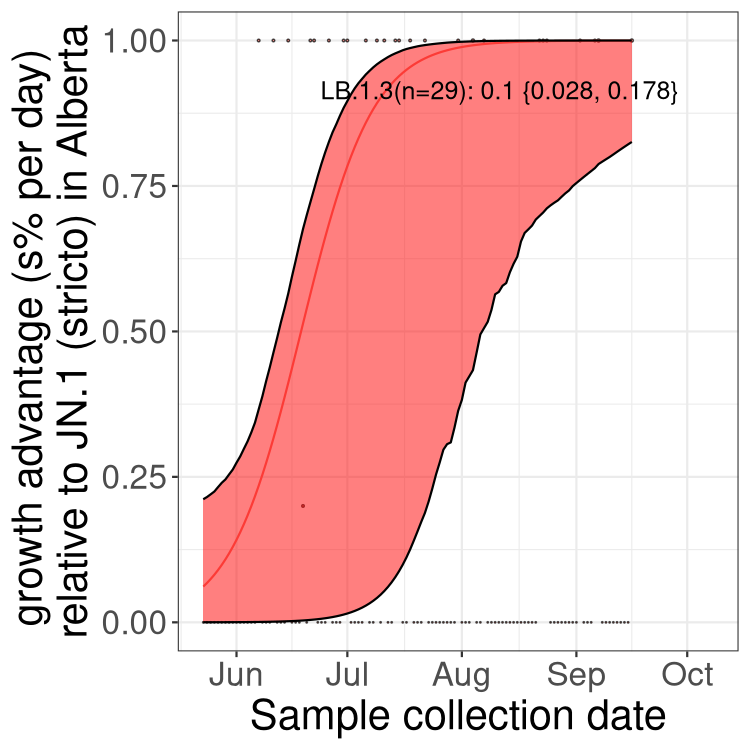 growth advantage (s% per day)
relative to JN.1 (stricto) in Alberta
1.00
0.75
0.50
0.25
0.00
LB.1.3(n=29): 0.1 {0.028, 0.178}
Jun Jul Aug Sep Oct
Sample collection date